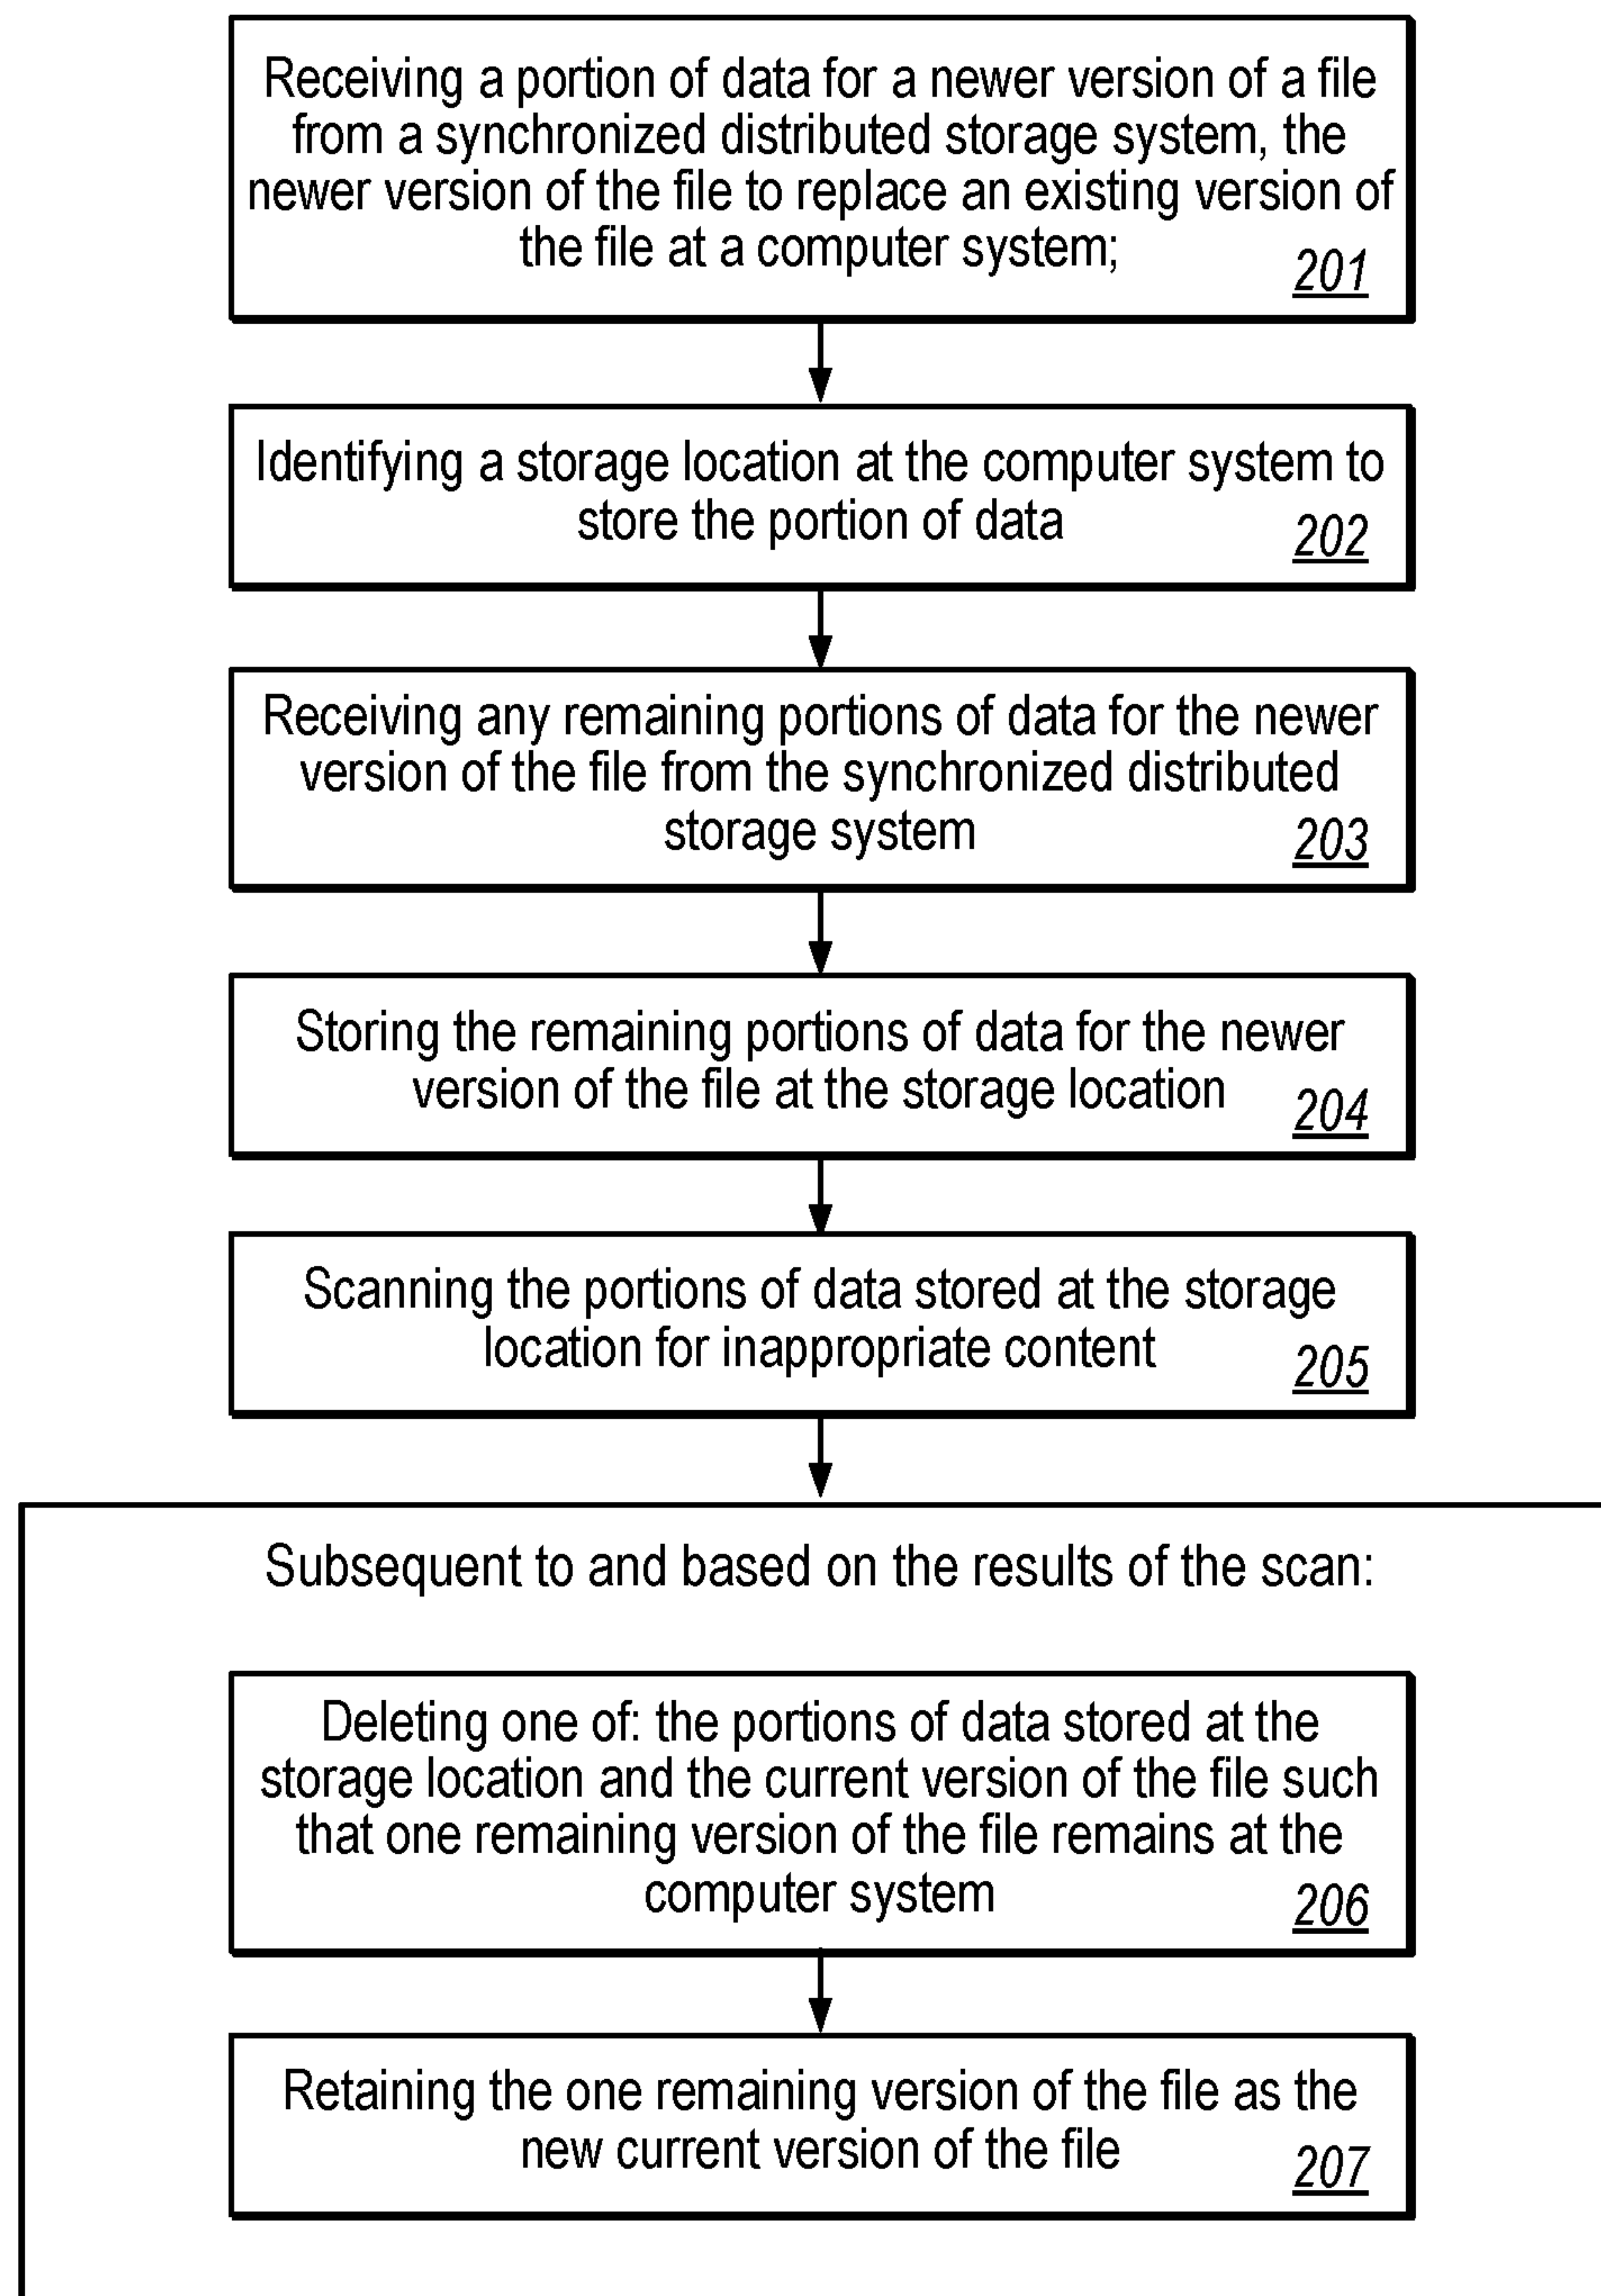 Receiving a portion of data for a newer version of a file
from a synchronized distributed storage system, the
newer version of the file to replace an existing version of
the file at a computer system;
201
Identifying a storage location at the computer system to
store the portion of data
202
Receiving any remaining portions of data for the newer
version of the file from the synchronized distributed
storage system
203
Storing the remaining portions of data for the newer
version of the file at the storage location
204
Scanning the portions of data stored at the storage
location for inappropriate content
205
Subsequent to and based on the results of the scan:
Deleting one of: the portions of data stored at the
storage location and the current version of the file such
that one remaining version of the file remains at the
computer system
206
Retaining the one remaining version of the file as the
new current version of the file
207